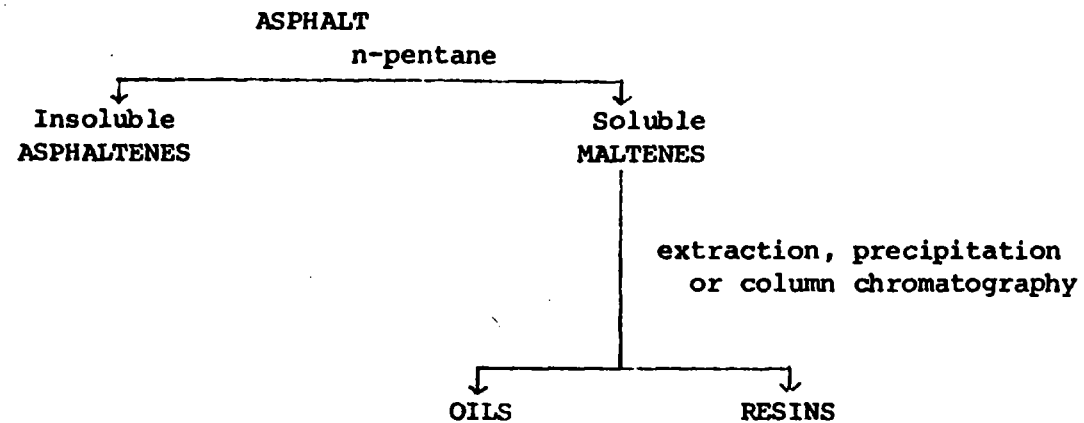 ASPHALT
n-pentane
Insoluble
ASPHALTENES
Soluble
MALTENES
extraction, precipitation
or column chromatography
OILS
RESINS